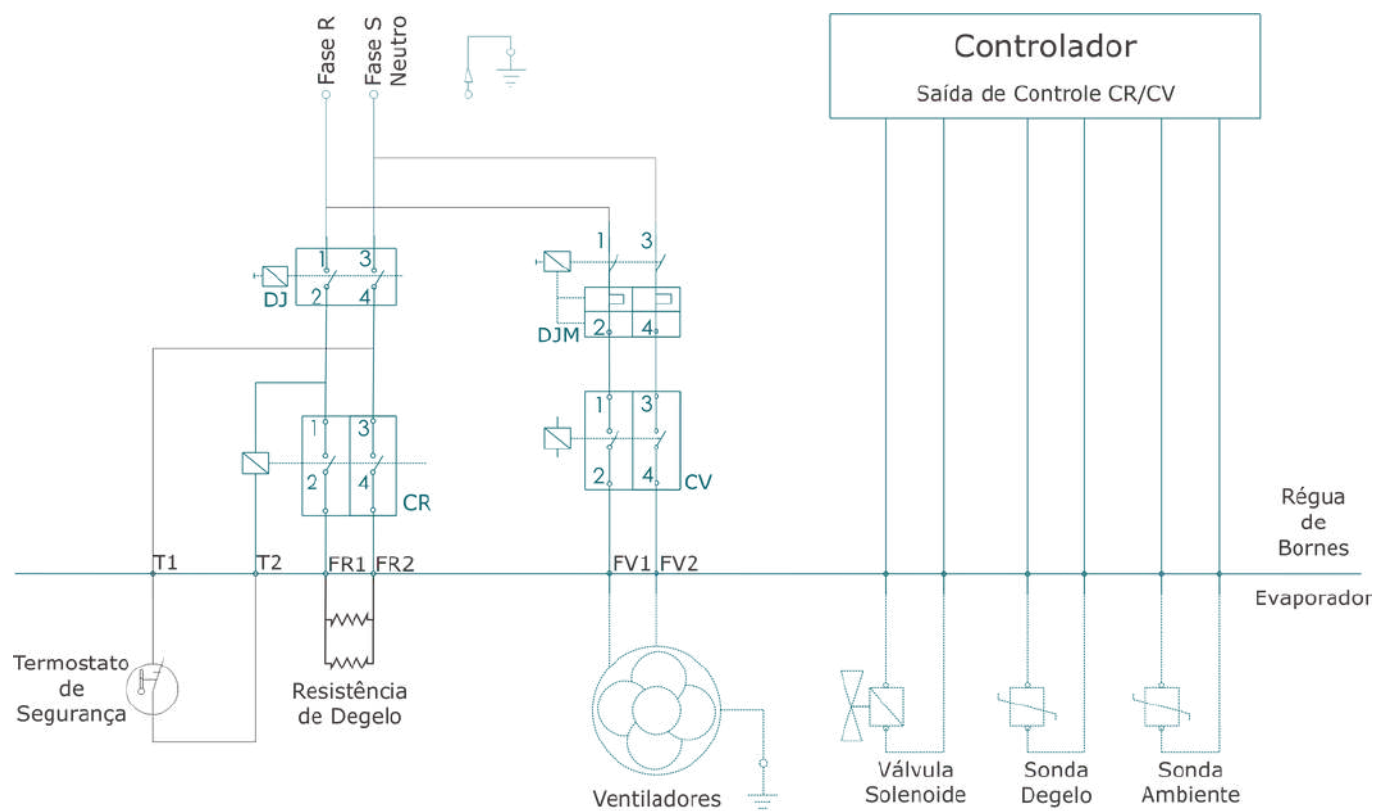 Fase R
Fase S
Neutro
Controlador
Saída de Controle CR/CV
1 3
DJ
2 4
1 3
DJM
2 4
1 3
2 4
CR
1 3
2 4
CV
Régua
de
Bornes
T1 T2 FR1 FR2 FV1 FV2
Evaporador
Termostato
de
Segurança
Resistência
de Degelo
Ventiladores
Válvula
Solenoide
Sonda
Degelo
Sonda
Ambiente